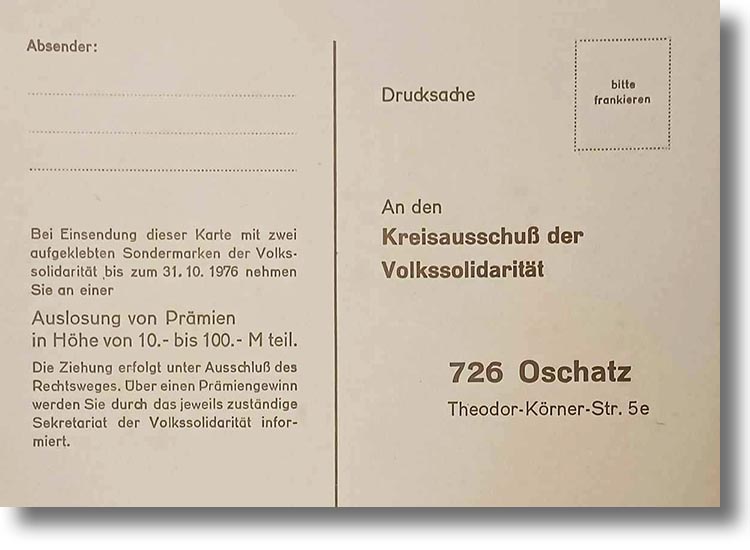 Absender:
Bei Einsendung dieser Karte mit zwei
aufgeklebten Sondermarken der Volks-
solidarität bis zum 31. 10. 1976 nehmen
Sie an einer
Auslosung von Prämien
in Höhe von 10.- bis 100.- M teil.
Die Ziehung erfolgt unter Ausschluß des
Rechtsweges. Über einen Prämiengewinn
werden Sie durch das jeweils zuständige
Sekretariat der Volkssolidarität infor-
miert.
Drucksache
bitte
frankieren
An den
Kreisausschuß der
Volkssolidarität
726 Oschatz
Theodor-Körner-Str. 5e